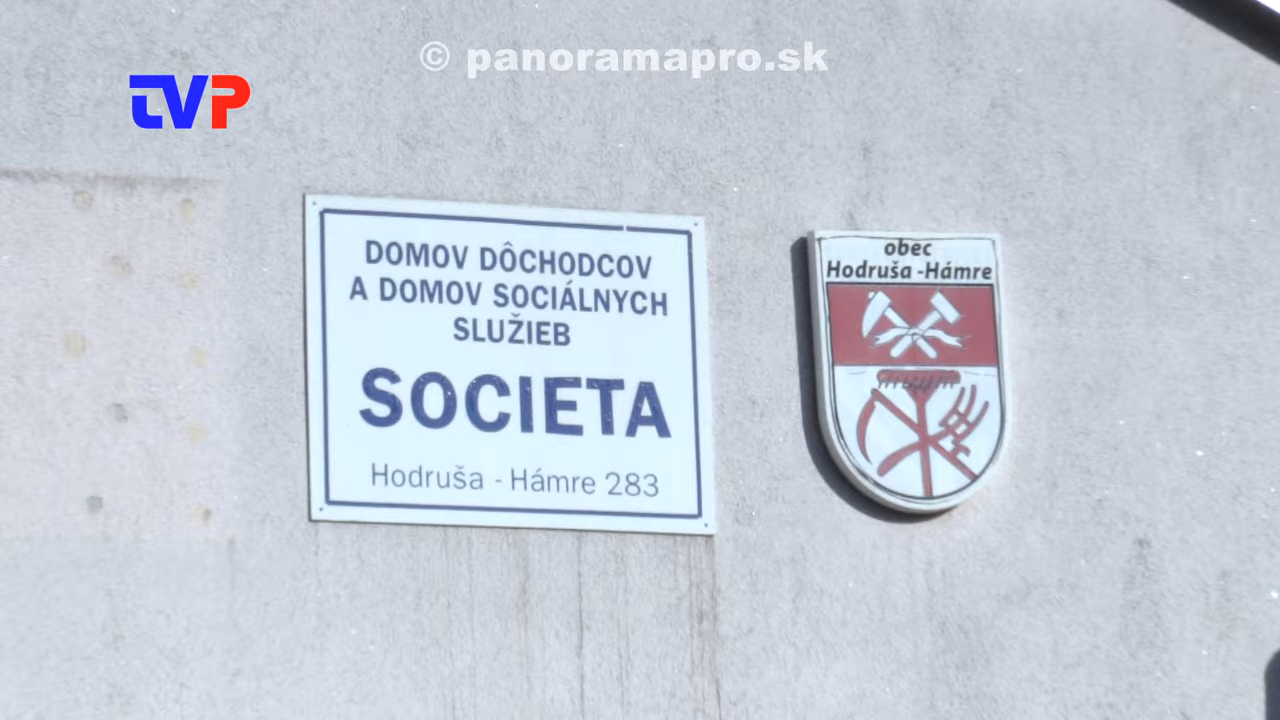 © panoramapro.sk
TVP
DOMOV DÔCHODCOV
A DOMOV SOCIÁLNYCH
SLUŽIEB
SOCIETA
Hodruša - Hámre 283
obec
Hodruša -Hámre